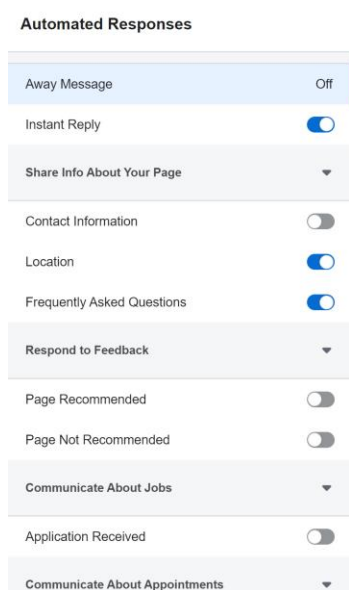 Automated Responses
Away Message Off
Instant Reply
Share Info About Your Page
Contact Information
Location
Frequently Asked Questions
Respond to Feedback
Page Recommended
Page Not Recommended
Communicate About Jobs
Application Received
Communicate About Appointments